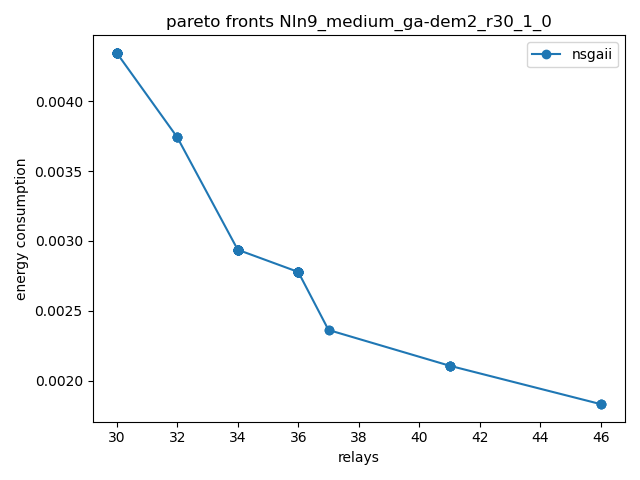 pareto fronts NIn9_medium_ga-dem2_r30_1_0
nsgaii
energy consumption
0.0040
0.0035
0.0030
0.0025
0.0020
30 32 34 36 38 40 42 44 46
relays